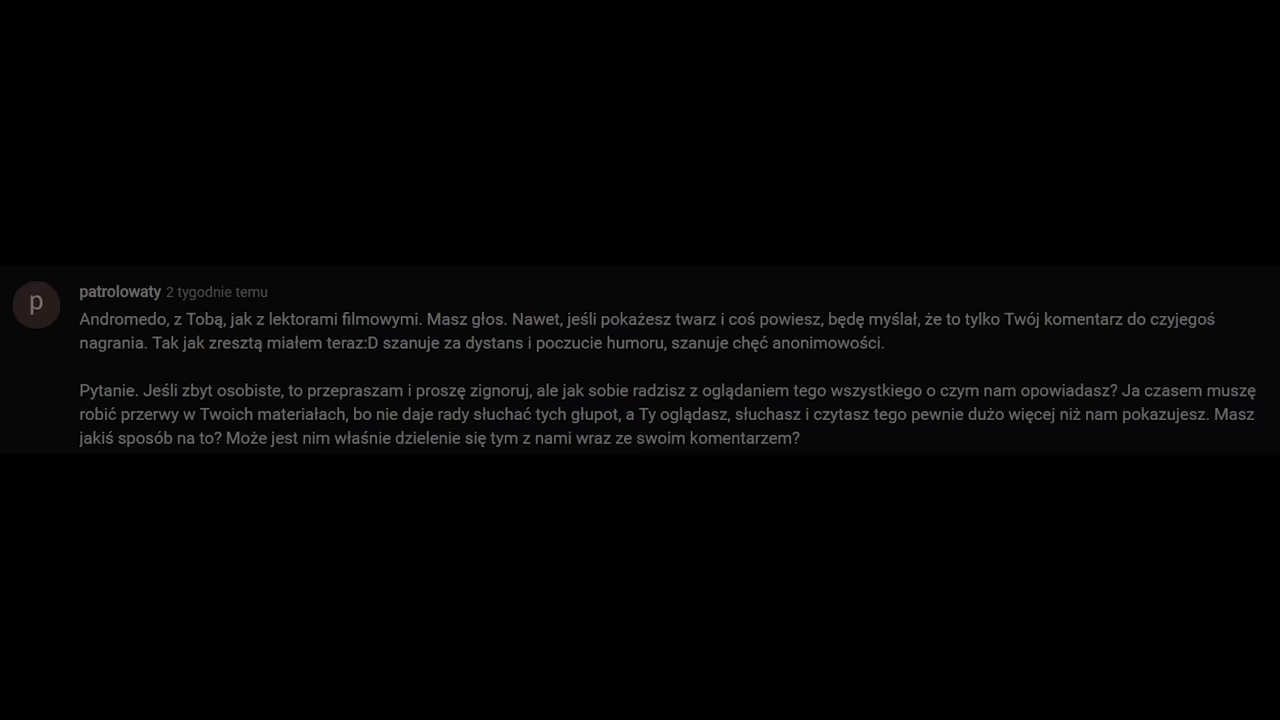 p
patrolowaty 2 tygodnie temu
Andromedo, z Tobą, jak z lektorami filmowymi. Masz głos. Nawet, jeśli pokażesz twarz i coś powiesz, będę myślał, że to tylko Twój komentarz do czyjegoś
nagrania. Tak jak zresztą miałem teraz:D szanuje za dystans i poczucie humoru, szanuje chęć anonimowości.
Pytanie. Jeśli zbyt osobiste, to przepraszam i proszę zignoruj, ale jak sobie radzisz z oglądaniem tego wszystkiego o czym nam opowiadasz? Ja czasem muszę
robić przerwy w Twoich materiałach, bo nie daje rady słuchać tych głupot, a Ty oglądasz, słuchasz i czytasz tego pewnie dużo więcej niż nam pokazujesz. Masz
jakiś sposób na to? Może jest nim właśnie dzielenie się tym z nami wraz ze swoim komentarzem?